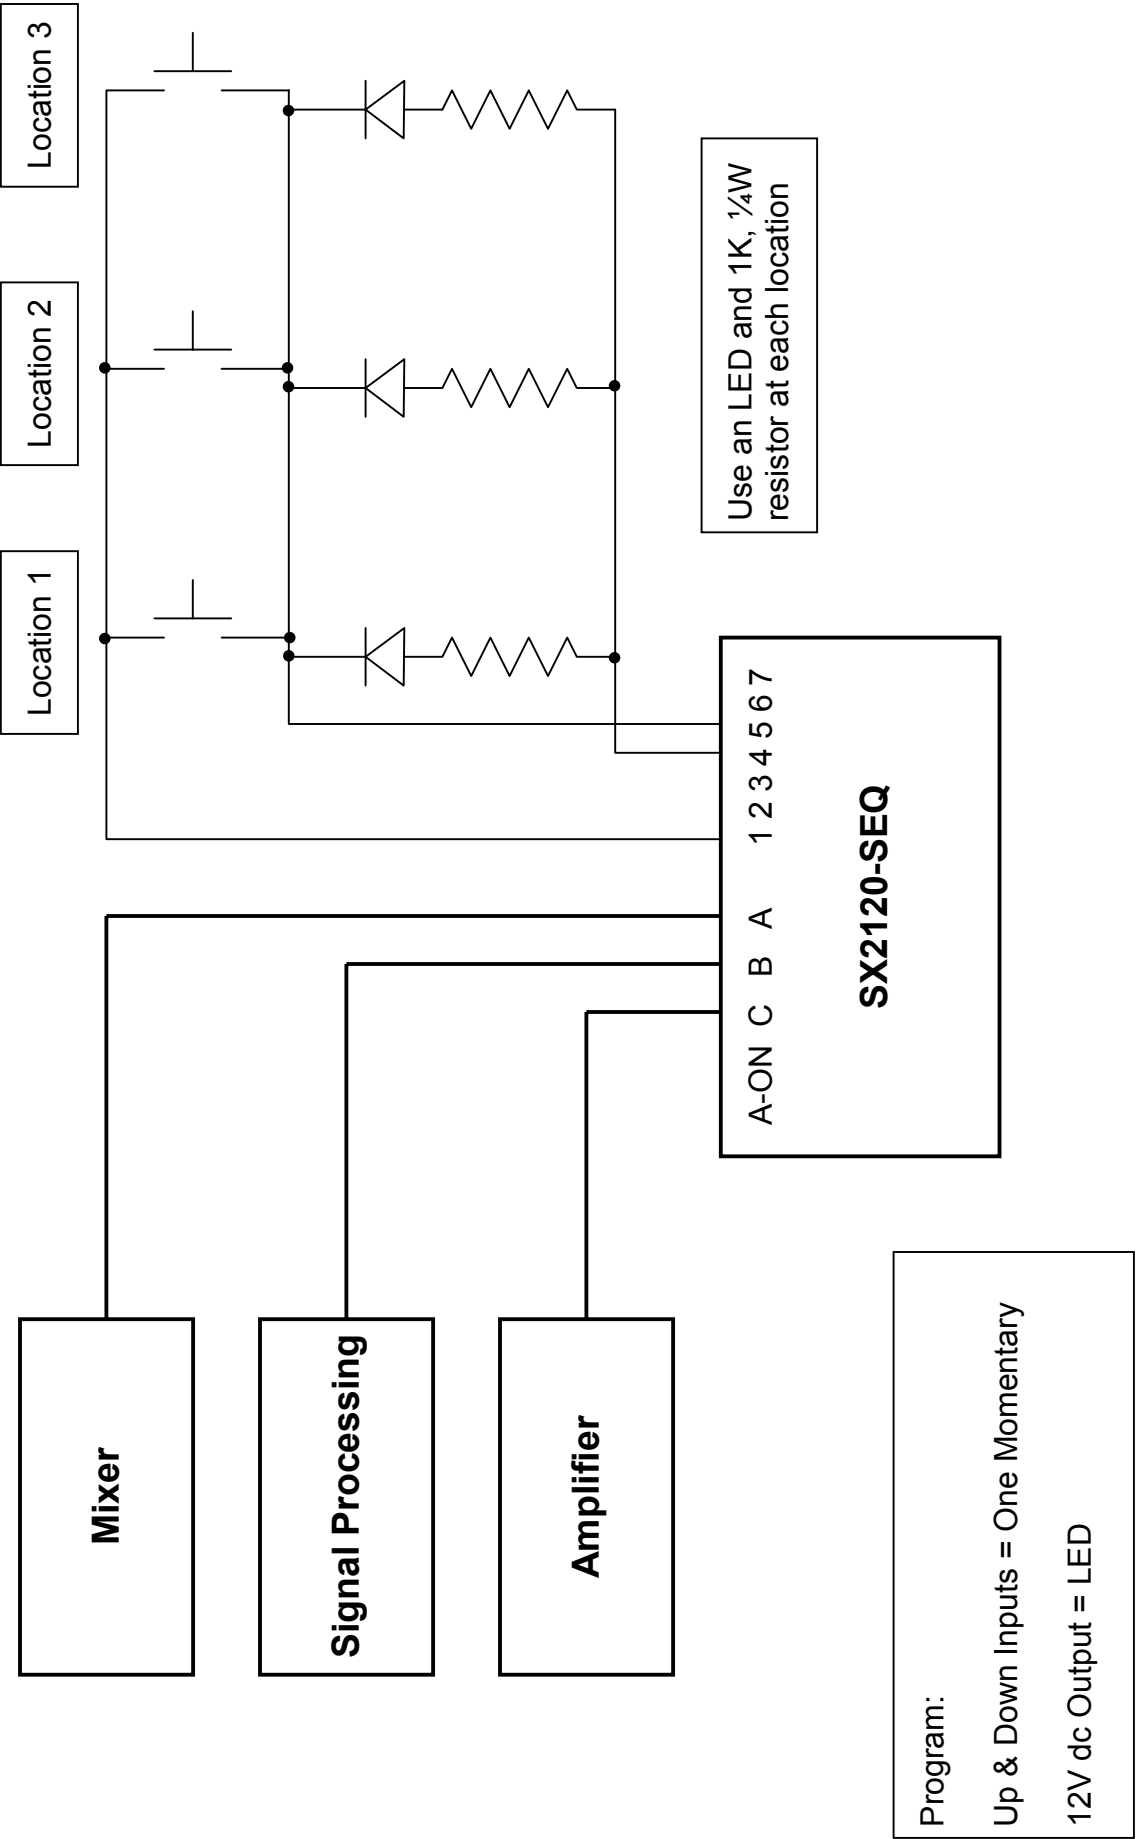 Mixer
Signal Processing
Amplifier
Location 1
Location 2
Location 3
A-ON C B A 1 2 3 4 5 6 7
SX2120-SEQ
Use an LED and 1K, ¼W
resistor at each location
Program:
Up & Down Inputs = One Momentary
12V dc Output = LED